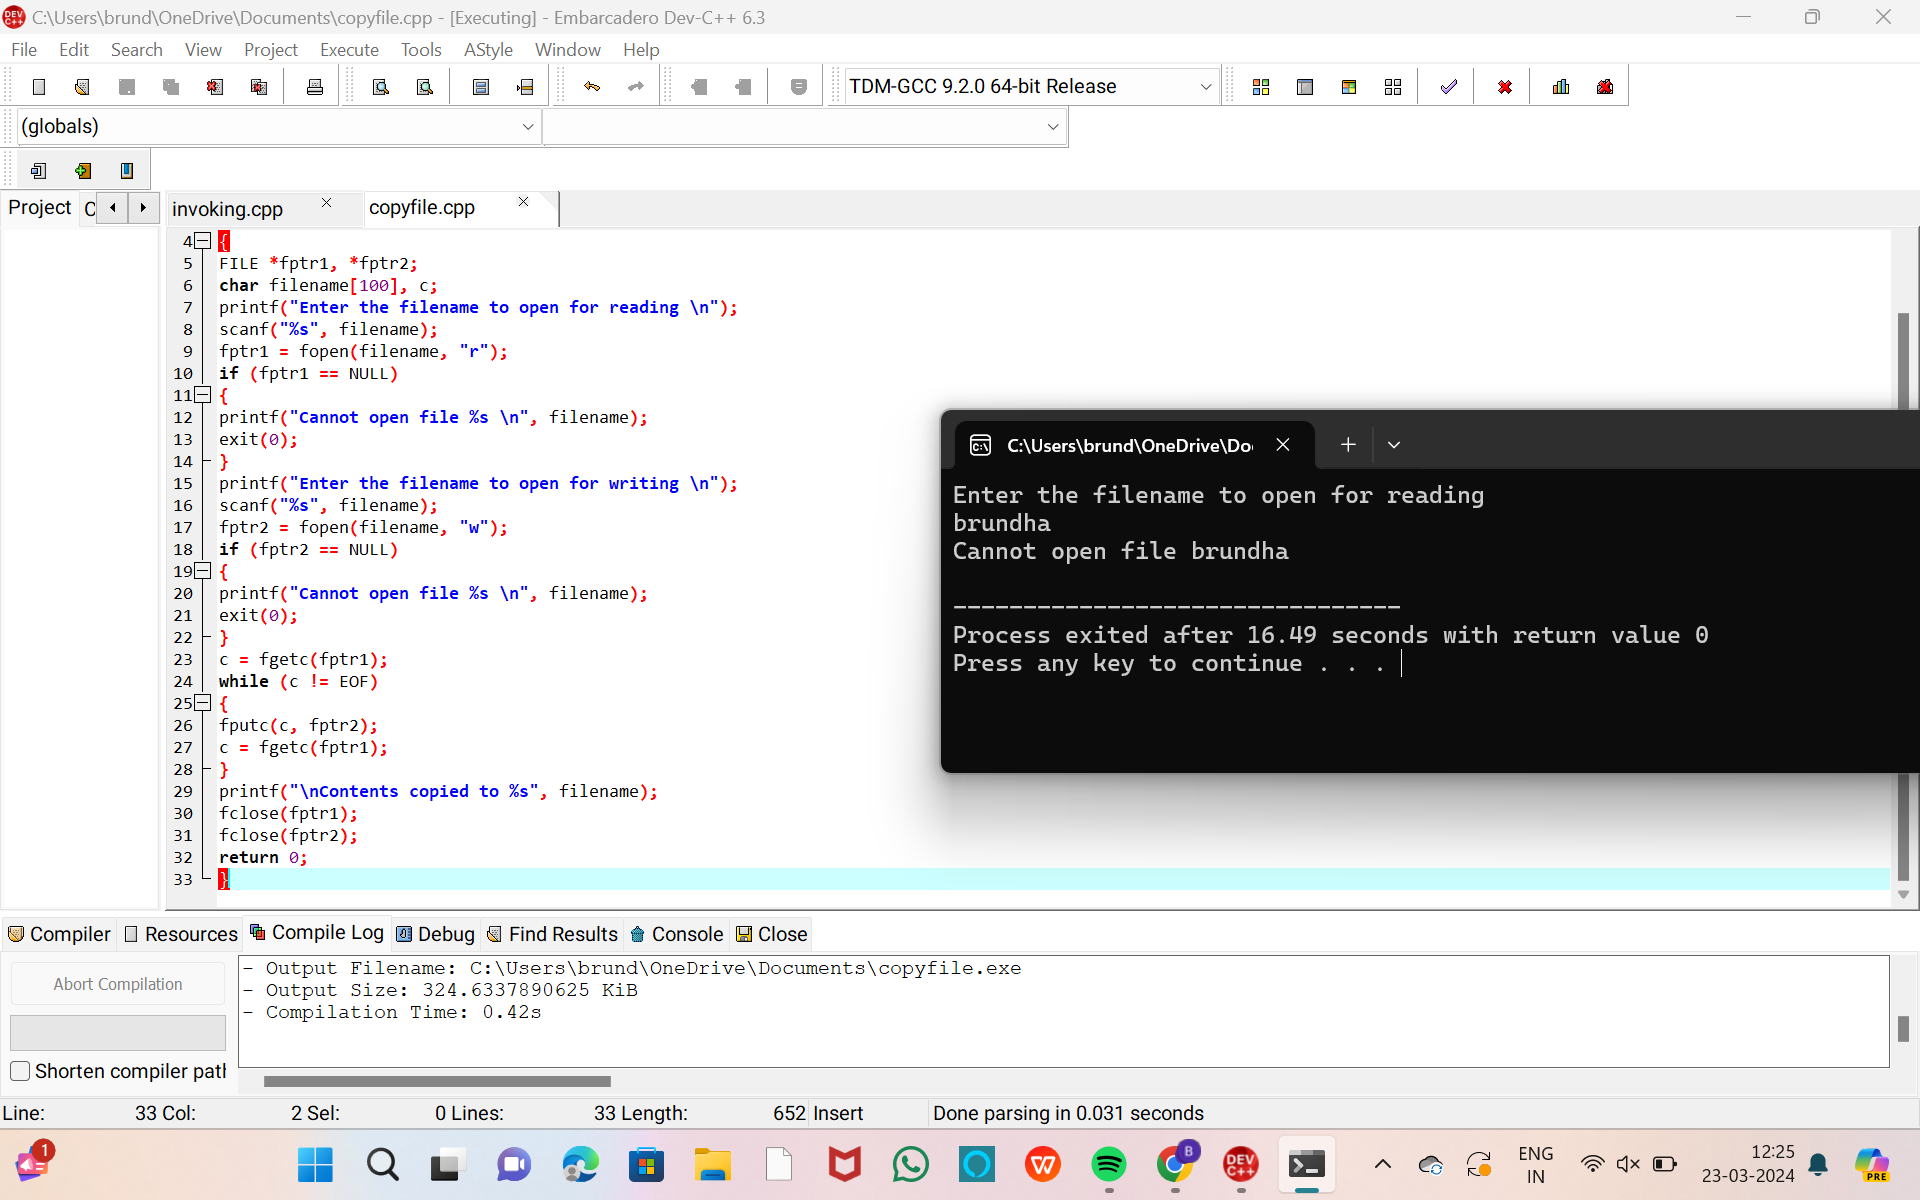 C:\Users\brund\OneDrive\Documents\copyfile.cpp - [Executing] - Embarcadero Dev-C++ 6.3
File Edit Search View Project Execute Tools AStyle Window Help
TDM-GCC 9.2.0 64-bit Release
(globals)
Project
invoking.cpp copyfile.cpp
4 {
5 FILE *fptr1, *fptr2;
6 char filename[100], c;
7 printf("Enter the filename to open for reading \n");
8 scanf("%s", filename);
9 fptr1 = fopen(filename, "r");
10 if (fptr1 == NULL)
11 {
12 printf("Cannot open file %s \n", filename);
13 exit(0);
14 }
15 printf("Enter the filename to open for writing \n");
16 scanf("%s", filename);
17 fptr2 = fopen(filename, "w");
18 if (fptr2 == NULL)
19 {
20 printf("Cannot open file %s \n", filename);
21 exit(0);
22 }
23 c = fgetc(fptr1);
24 while (c != EOF)
25 {
26 fputc(c, fptr2);
27 c = fgetc(fptr1);
28 }
29 printf("\nContents copied to %s", filename);
30 fclose(fptr1);
31 fclose(fptr2);
32 return 0;
33 }
C:\Users\brund\OneDrive\Do
Enter the filename to open for reading
brundha
Cannot open file brundha
--------------------------------
Process exited after 16.49 seconds with return value 0
Press any key to continue . . .
Compiler Resources Compile Log Debug Find Results Console Close
Abort Compilation
Shorten compiler path
- Output Filename: C:\Users\brund\OneDrive\Documents\copyfile.exe
- Output Size: 324.6337890625 KiB
- Compilation Time: 0.42s
Line: 33 Col: 2 Sel: 0 Lines: 33 Length: 652 Insert Done parsing in 0.031 seconds
1
B
DEV C++
ENG
IN
12:25
23-03-2024
PRE